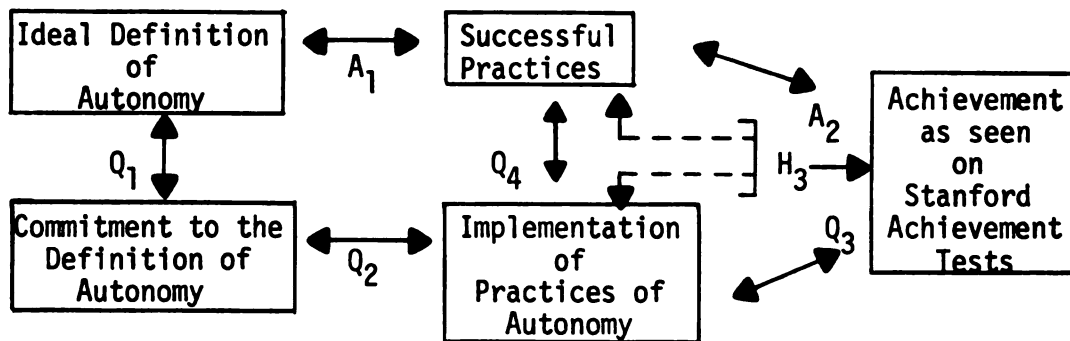 Ideal Definition
of
Autonomy
A1
Successful
Practices
A2
Achievement
as seen
on
Stanford
Achievement
Tests
Q1
Q4
H3
Commitment to the
Definition of
Autonomy
Q2
Implementation
of
Practices of
Autonomy
Q3